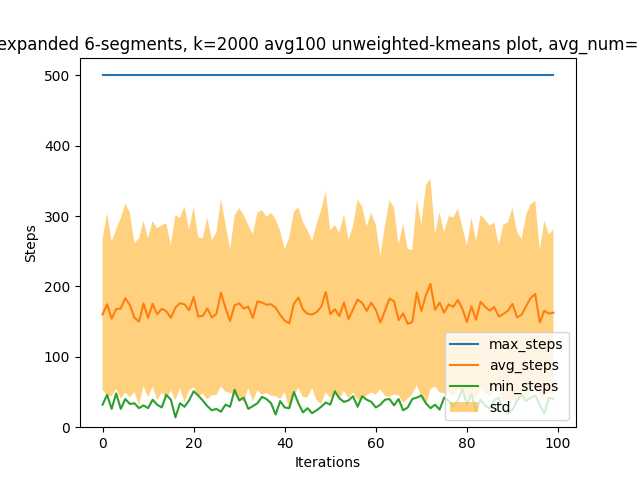 expanded 6-segments, k=2000 avg100 unweighted-kmeans plot, avg_num=
500
400
300
200
100
0
Steps
0 20 40 60 80 100
Iterations
max_steps
avg_steps
min_steps
std